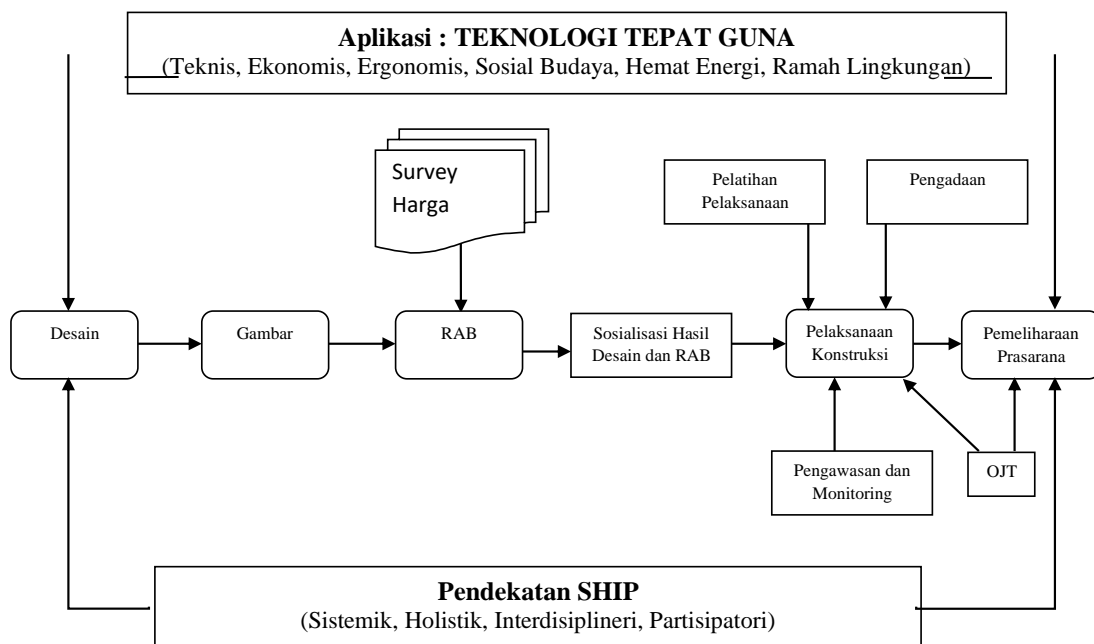 Aplikasi : TEKNOLOGI TEPAT GUNA
(Teknis, Ekonomis, Ergonomis, Sosial Budaya, Hemat Energi, Ramah Lingkungan)
Survey
Harga
Pelatihan
Pelaksanaan
Pengadaan
Desain
Gambar
RAB
Sosialisasi Hasil
Desain dan RAB
Pelaksanaan
Konstruksi
Pemeliharaan
Prasarana
Pengawasan dan
Monitoring
OJT
Pendekatan SHIP
(Sistemik, Holistik, Interdisiplineri, Partisipatori)